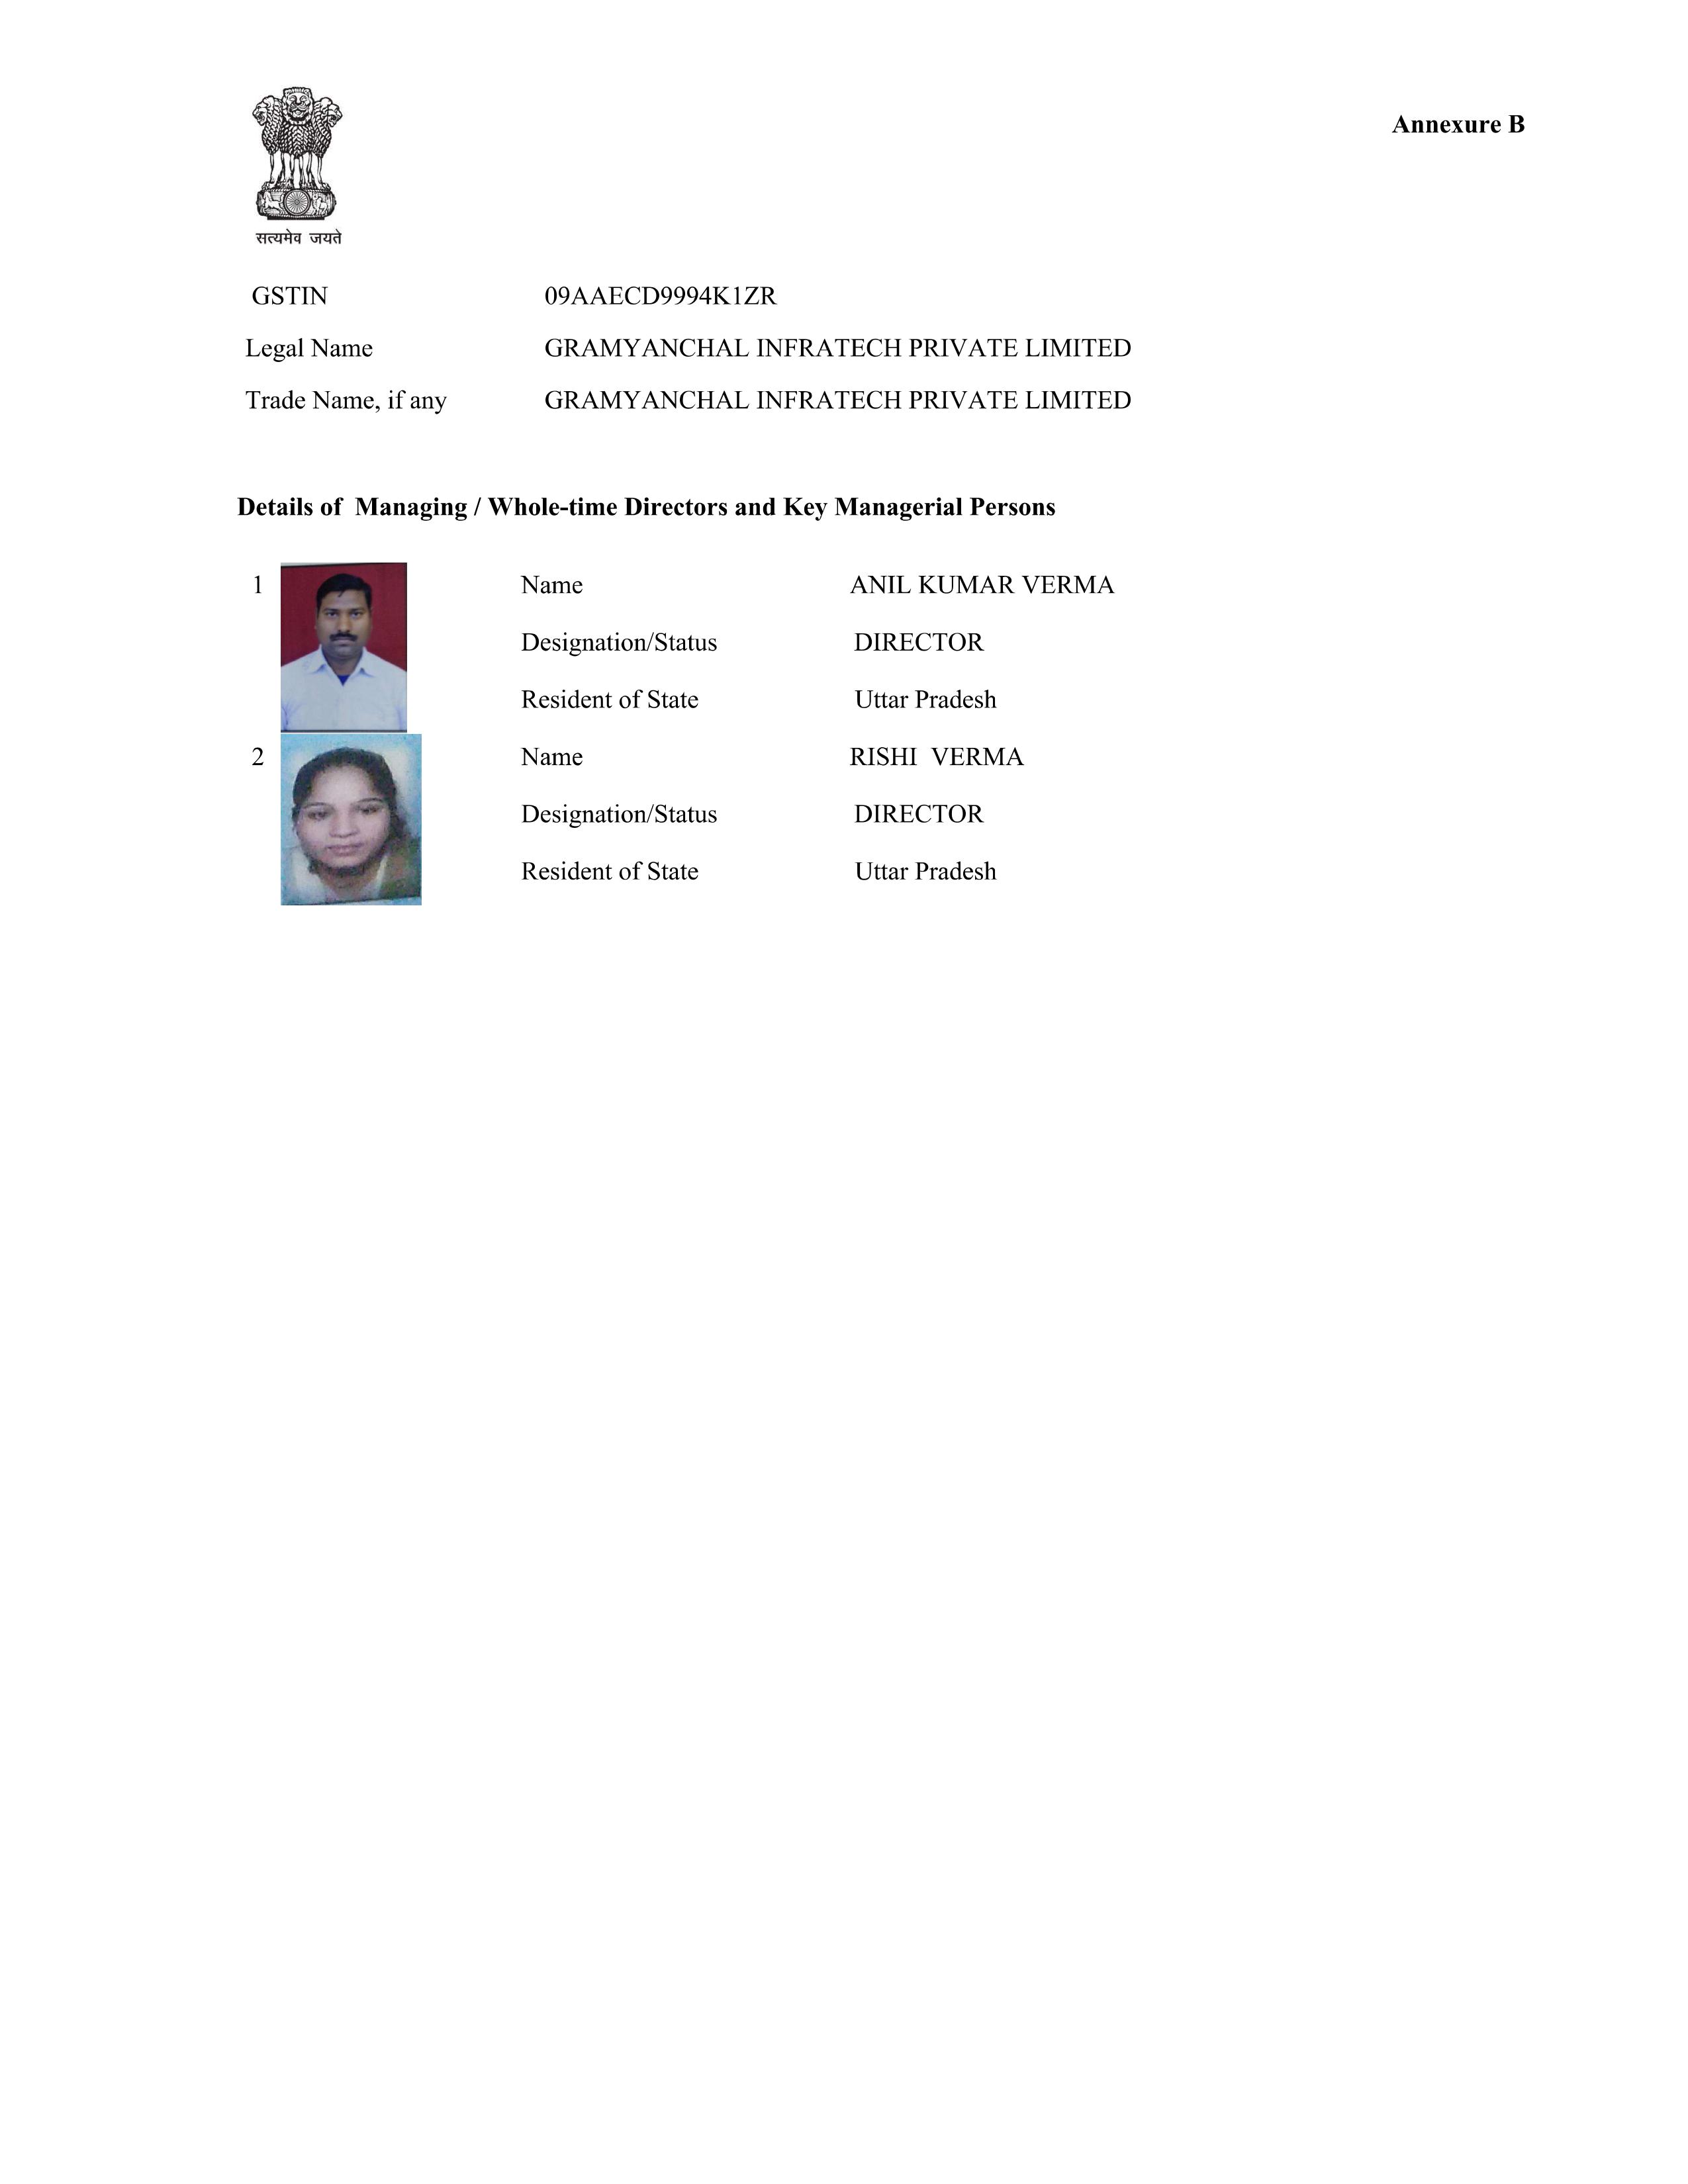 Annexure B
सत्यमेव जयते
GSTIN 09AAECD9994K1ZR
Legal Name GRAMYANCHAL INFRATECH PRIVATE LIMITED
Trade Name, if any GRAMYANCHAL INFRATECH PRIVATE LIMITED
Details of Managing / Whole-time Directors and Key Managerial Persons
1 Name ANIL KUMAR VERMA
Designation/Status DIRECTOR
Resident of State Uttar Pradesh
2 Name RISHI VERMA
Designation/Status DIRECTOR
Resident of State Uttar Pradesh